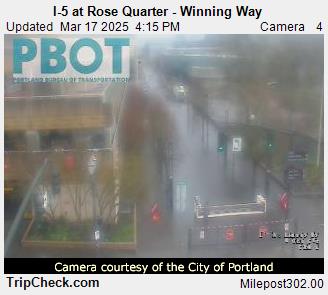 I-5 at Rose Quarter - Winning Way
Updated Mar 17 2025 4:15 PM Camera 4
PBOT
PORTLAND BUREAU OF TRANSPORTATION
Camera courtesy of the City of Portland
TripCheck.com Milepost302.00